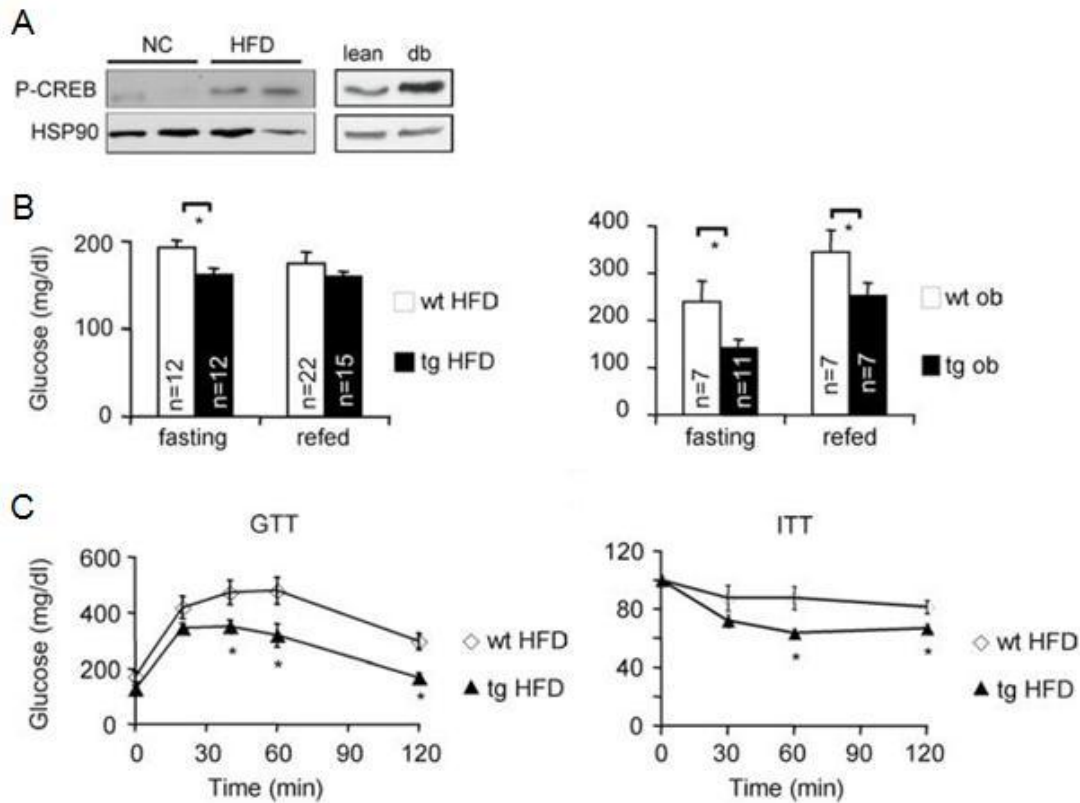 A
NC HFD lean db
P-CREB
HSP90
B
Glucose (mg/dl)
200
100
0
n=12
n=12
n=22
n=15
fasting refed
wt HFD
tg HFD
*
400
300
200
100
0
n=7
n=11
n=7
n=7
fasting refed
wt ob
tg ob
*
*
C
GTT
Glucose (mg/dl)
600
400
200
0
0 30 60 90 120
Time (min)
* * *
wt HFD
tg HFD
ITT
120
80
40
0
0 30 60 90 120
Time (min)
* *
wt HFD
tg HFD